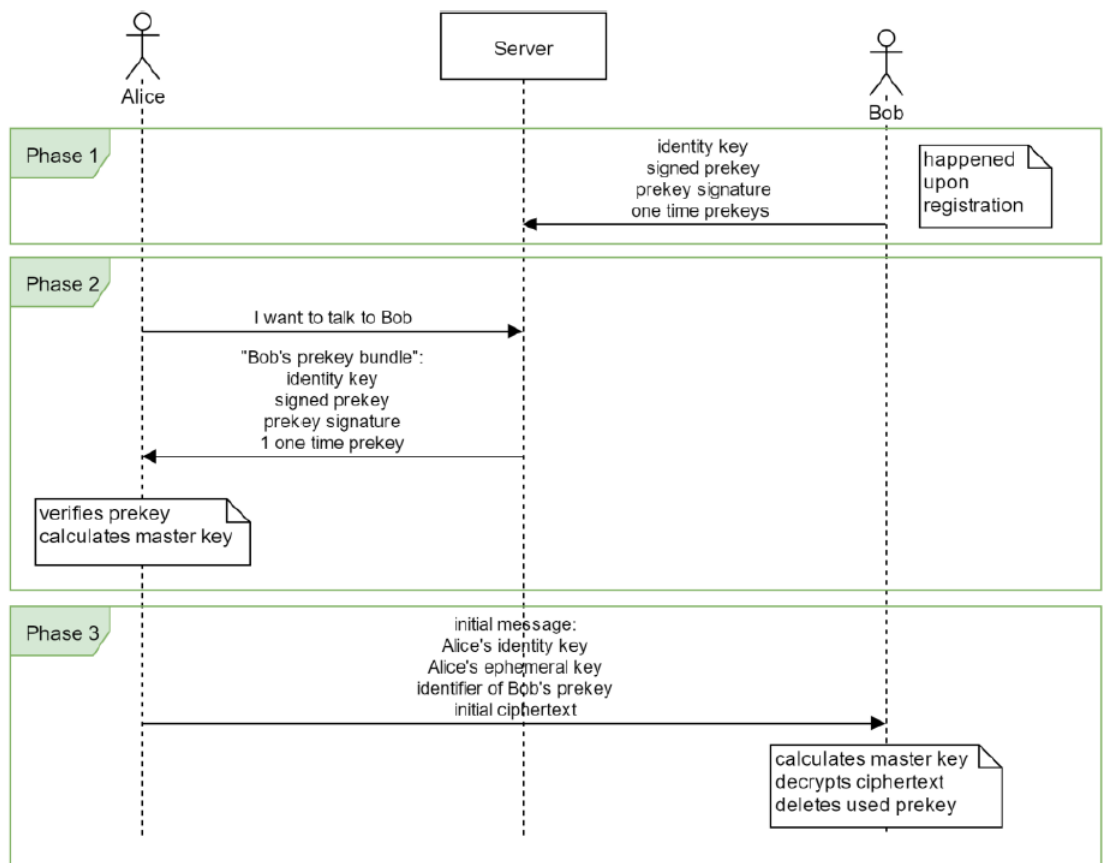 Alice
Server
Bob
Phase 1
identity key
signed prekey
prekey signature
one time prekeys
happened
upon
registration
Phase 2
I want to talk to Bob
"Bob's prekey bundle":
identity key
signed prekey
prekey signature
1 one time prekey
verifies prekey
calculates master key
Phase 3
initial message:
Alice's identity key
Alice's ephemeral key
identifier of Bob's prekey
initial ciphertext
calculates master key
decrypts ciphertext
deletes used prekey